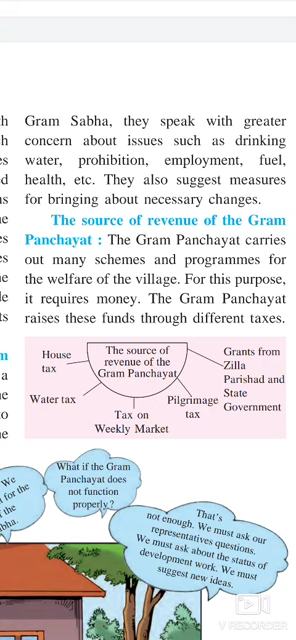 Gram Sabha, they speak with greater
concern about issues such as drinking
water, prohibition, employment, fuel,
health, etc. They also suggest measures
for bringing about necessary changes.
The source of revenue of the Gram
Panchayat : The Gram Panchayat carries
out many schemes and programmes for
the welfare of the village. For this purpose,
it requires money. The Gram Panchayat
raises these funds through different taxes.
House
tax
The source of
revenue of the
Gram Panchayat
Grants from
Zilla
Parishad and
State
Government
Water tax
Tax on
Weekly Market
Pilgrimage
tax
We
for the
the
What if the Gram
Panchayat does
not function
properly?
That's
not enough. We must ask our
representatives questions.
We must ask about the status of
development work. We must
suggest new ideas.
V RECORDER